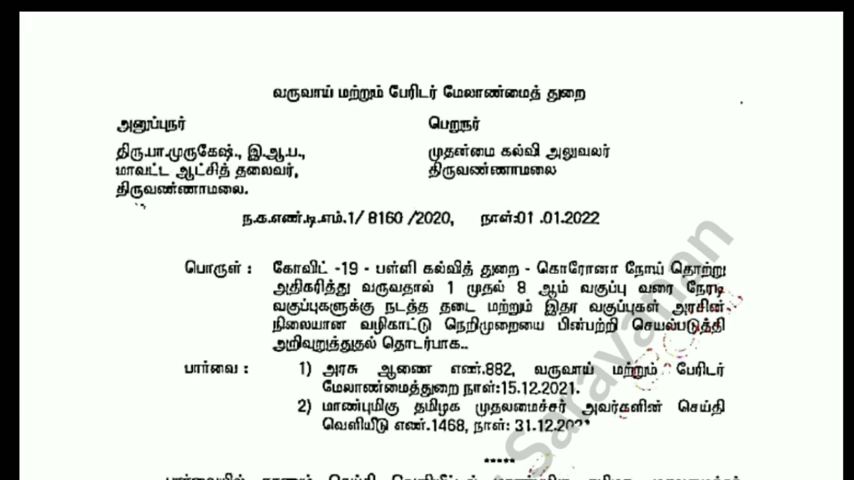 வருவாய் மற்றும் பேரிடர் மேலாண்மைத் துறை
அனுப்புநர்
பெறுநர்
திரு.பா.முருகேஷ்., இ.ஆ.ப.,
மாவட்ட ஆட்சித் தலைவர்,
திருவண்ணாமலை.
முதன்மை கல்வி அலுவலர்
திருவண்ணாமலை
ந.க.எண்.டி.எம்.1/ 8160 /2020, நாள்:01 .01.2022
பொருள் : கோவிட் -19 - பள்ளி கல்வித் துறை - கொரோனா நோய் தொற்று
அதிகரித்து வருவதால் 1 முதல் 8 ஆம் வகுப்பு வரை நேரடி
வகுப்புகளுக்கு நடத்த தடை மற்றும் இதர வகுப்புகள் அரசின்
நிலையான வழிகாட்டு நெறிமுறையை பின்பற்றி செயல்படுத்தி
அறிவுறுத்துதல் தொடர்பாக..
பார்வை : 1) அரசு ஆணை எண்.882, வருவாய் மற்றும் பேரிடர்
மேலாண்மைத்துறை நாள்:15.12.2021.
2) மாண்புமிகு தமிழக முதலமைச்சர் அவர்களின் செய்தி
வெளியீடு எண்.1468, நாள்: 31.12.2021
*****
Saravanan